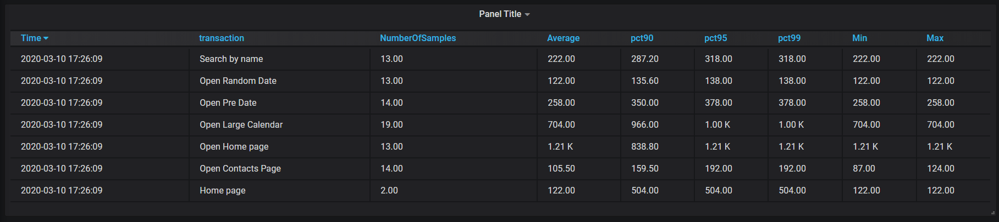 Panel Title
Time transaction NumberOfSamples Average pct90 pct95 pct99 Min Max
2020-03-10 17:26:09 Search by name 13.00 222.00 287.20 318.00 318.00 222.00 222.00
2020-03-10 17:26:09 Open Random Date 13.00 122.00 135.60 138.00 138.00 122.00 122.00
2020-03-10 17:26:09 Open Pre Date 14.00 258.00 350.00 378.00 378.00 258.00 258.00
2020-03-10 17:26:09 Open Large Calendar 19.00 704.00 966.00 1.00 K 1.00 K 704.00 704.00
2020-03-10 17:26:09 Open Home page 13.00 1.21 K 838.80 1.21 K 1.21 K 1.21 K 1.21 K
2020-03-10 17:26:09 Open Contacts Page 14.00 105.50 159.50 192.00 192.00 87.00 124.00
2020-03-10 17:26:09 Home page 2.00 122.00 504.00 504.00 504.00 122.00 122.00